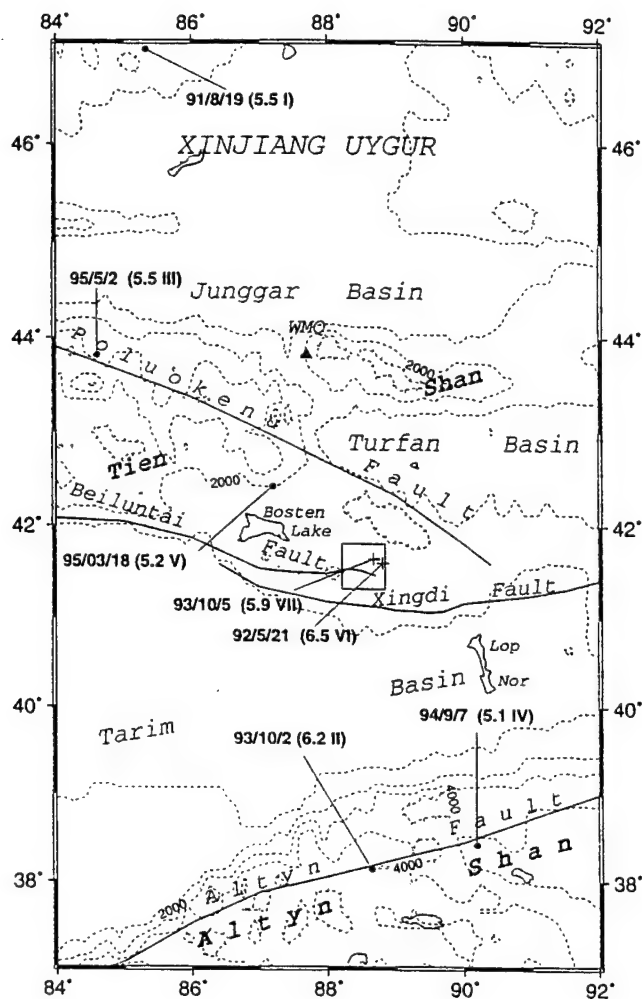 84° 86° 88° 90° 92°
91/8/19 (5.5 I)
46° XINJIANG UYGUR 46°
95/5/2 (5.5 III)
Junggar Basin
WMQ
44° 44°
Poluokenu
2000
Shan
Turfan Basin
Tien
2000
Fault
Beiluntai
Bosten
Lake
42° 42°
Fault
95/03/18 (5.2 V)
93/10/5 (5.9 VII)
Xingdi Fault
92/5/21 (6.5 VI)
Lop
Nor
Basin
40° 40°
Tarim
94/9/7 (5.1 IV)
93/10/2 (6.2 II)
4000
Fault
Shan
38° 38°
Altyn
4000
2000
Altyn
84° 86° 88° 90° 92°